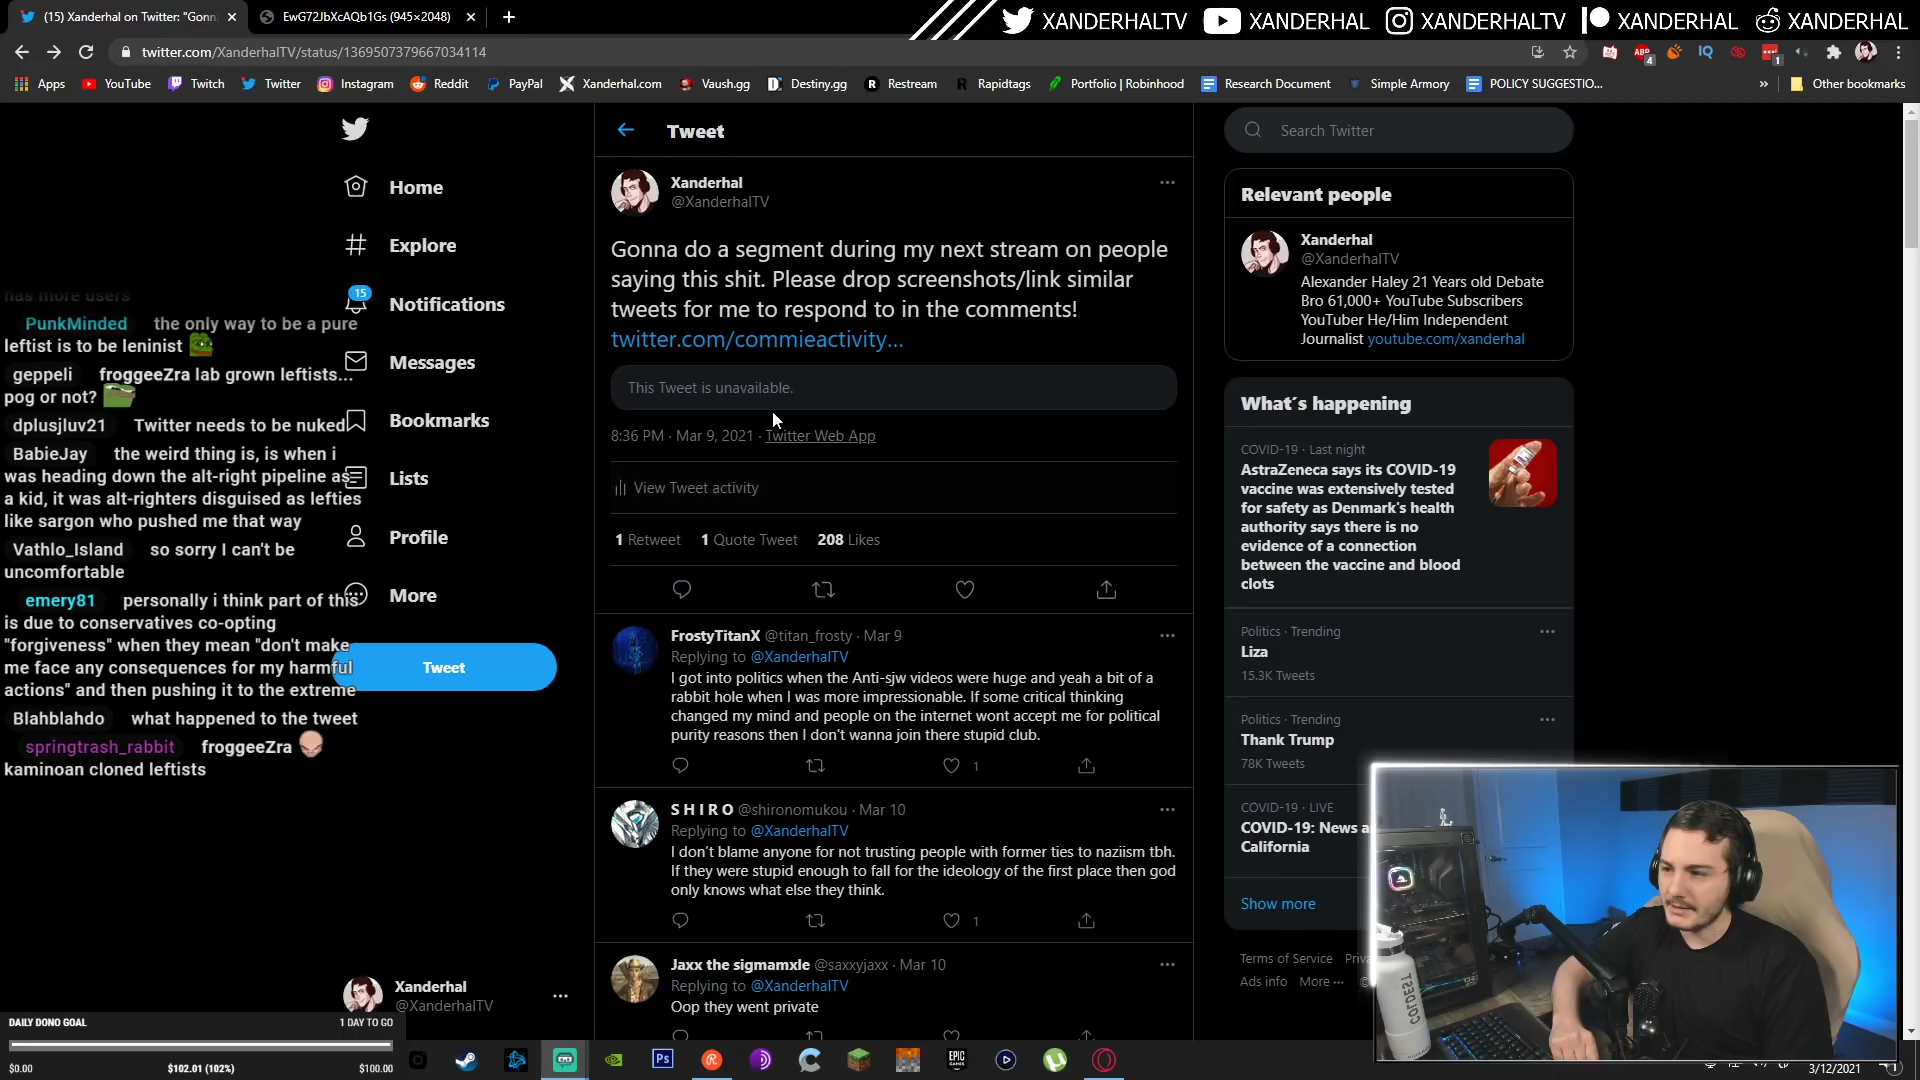 (15) Xanderhal on Twitter: "Gonn
EwG72JbXcAQb1Gs (945×2048)
XANDERHALTV XANDERHAL XANDERHALTV XANDERHAL XANDERHAL
twitter.com/XanderhalTV/status/1369507379667034114
Apps YouTube Twitch Twitter Instagram Reddit PayPal Xanderhal.com Vaush.gg Destiny.gg Restream Rapidtags Portfolio | Robinhood Research Document Simple Armory POLICY SUGGESTIO... » Other bookmarks
Home
Explore
15
Notifications
Messages
Bookmarks
Lists
Profile
More
Tweet
has more users
PunkMinded the only way to be a pure
leftist is to be leninist
geppeli froggeeZra lab grown leftists...
pog or not?
dplusjluv21 Twitter needs to be nuked
BabieJay the weird thing is, is when i
was heading down the alt-right pipeline as
a kid, it was alt-righters disguised as lefties
like sargon who pushed me that way
Vathlo_Island so sorry I can't be
uncomfortable
emery81 personally i think part of this
is due to conservatives co-opting
"forgiveness" when they mean "don't make
me face any consequences for my harmful
actions" and then pushing it to the extreme
Blahblahdo what happened to the tweet
springtrash_rabbit froggeeZra
kaminoan cloned leftists
Xanderhal
@XanderhalTV
DAILY DONO GOAL 1 DAY TO GO
$0.00 $102.01 (102%) $100.00
Tweet
Xanderhal
@XanderhalTV
Gonna do a segment during my next stream on people
saying this shit. Please drop screenshots/link similar
tweets for me to respond to in the comments!
twitter.com/commieactivity...
This Tweet is unavailable.
8:36 PM · Mar 9, 2021 · Twitter Web App
View Tweet activity
1 Retweet 1 Quote Tweet 208 Likes
FrostyTitanX @titan_frosty · Mar 9
Replying to @XanderhalTV
I got into politics when the Anti-sjw videos were huge and yeah a bit of a
rabbit hole when I was more impressionable. If some critical thinking
changed my mind and people on the internet wont accept me for political
purity reasons then I don't wanna join there stupid club.
1
S H I R O @shironomukou · Mar 10
Replying to @XanderhalTV
I don't blame anyone for not trusting people with former ties to naziism tbh.
If they were stupid enough to fall for the ideology of the first place then god
only knows what else they think.
1
Jaxx the sigmamxle @saxxyjaxx · Mar 10
Replying to @XanderhalTV
Oop they went private
Search Twitter
Relevant people
Xanderhal
@XanderhalTV
Alexander Haley 21 Years old Debate
Bro 61,000+ YouTube Subscribers
YouTuber He/Him Independent
Journalist youtube.com/xanderhal
What's happening
COVID-19 · Last night
AstraZeneca says its COVID-19
vaccine was extensively tested
for safety as Denmark's health
authority says there is no
evidence of a connection
between the vaccine and blood
clots
Politics · Trending
Liza
15.3K Tweets
Politics · Trending
Thank Trump
78K Tweets
COVID-19 · LIVE
COVID-19: News a
California
Show more
Terms of Service Priva
Ads info More
COLDEST
3/12/2021